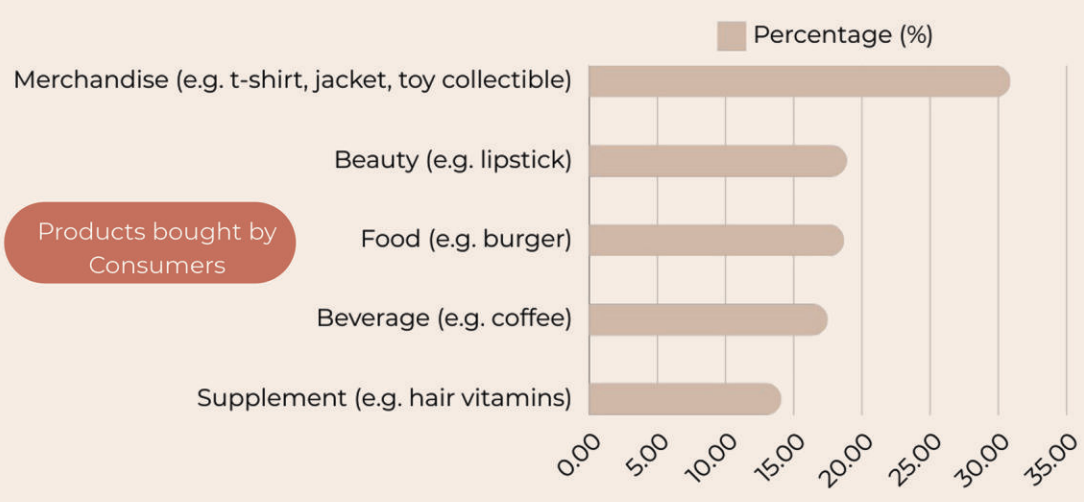 Percentage (%)
Merchandise (e.g. t-shirt, jacket, toy collectible)
Beauty (e.g. lipstick)
Products bought by
Consumers
Food (e.g. burger)
Beverage (e.g. coffee)
Supplement (e.g. hair vitamins)
0.00
5.00
10.00
15.00
20.00
25.00
30.00
35.00